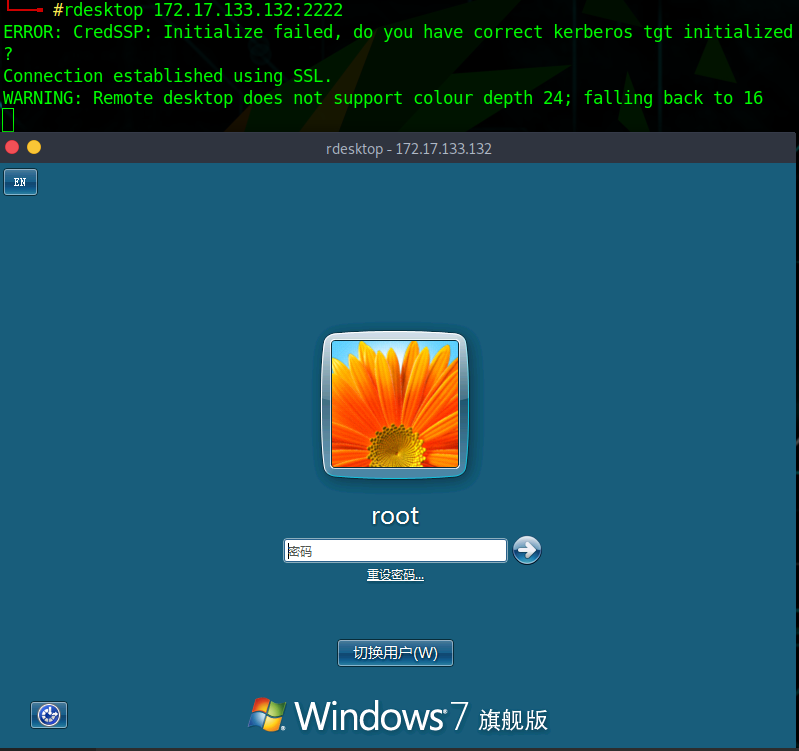 #rdesktop 172.17.133.132:2222
ERROR: CredSSP: Initialize failed, do you have correct kerberos tgt initialized
?
Connection established using SSL.
WARNING: Remote desktop does not support colour depth 24; falling back to 16
rdesktop - 172.17.133.132
EN
root
密码
重设密码...
切换用户(W)
Windows 7 旗舰版